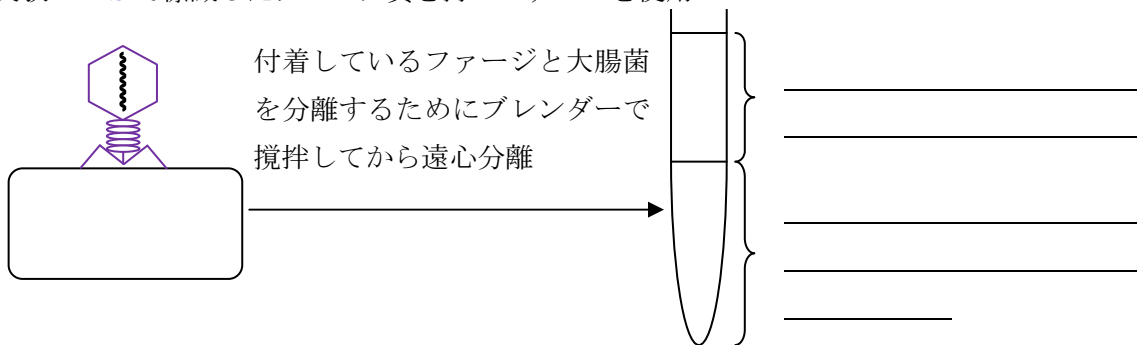 付着しているファージと大腸菌
を分離するためにブレンダーで
撹拌してから遠心分離